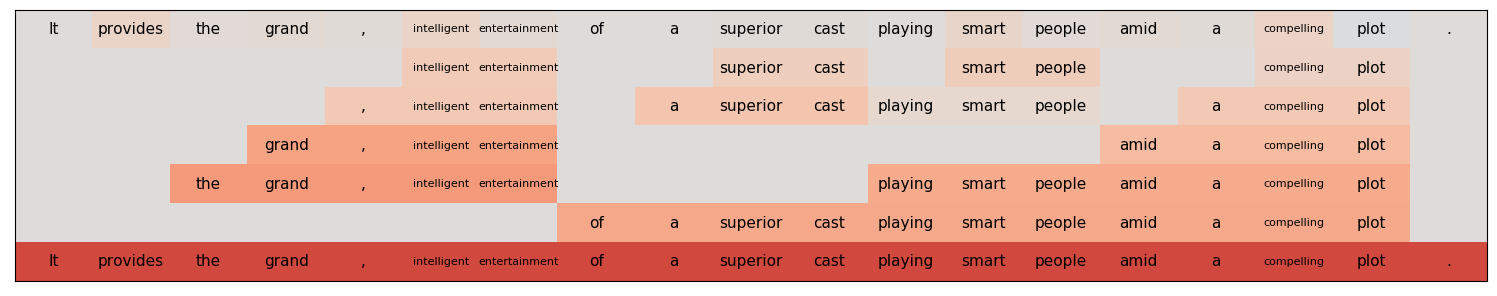 It provides the grand , intelligent entertainment of a superior cast playing smart people amid a compelling plot .
intelligent entertainment superior cast smart people compelling plot
, intelligent entertainment a superior cast playing smart people a compelling plot
grand , intelligent entertainment amid a compelling plot
the grand , intelligent entertainment playing smart people amid a compelling plot
of a superior cast playing smart people amid a compelling plot
It provides the grand , intelligent entertainment of a superior cast playing smart people amid a compelling plot .